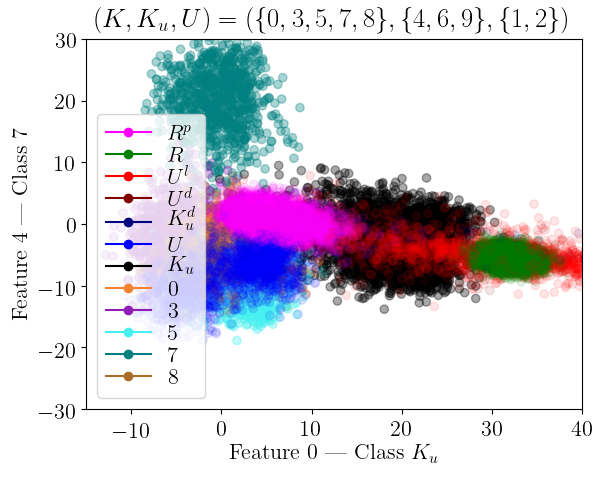 (K, K_u, U) = ({0, 3, 5, 7, 8}, {4, 6, 9}, {1, 2})
30
20
10
0
−10
−20
−30
Feature 4 — Class 7
R^p
R
U^l
U^d
K_u^d
U
K_u
0
3
5
7
8
−10 0 10 20 30 40
Feature 0 — Class K_u